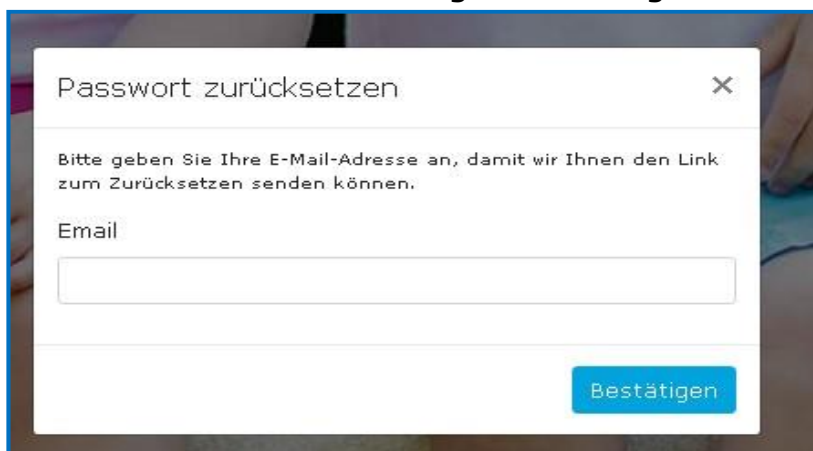 Passwort zurücksetzen
×
Bitte geben Sie Ihre E-Mail-Adresse an, damit wir Ihnen den Link
zum Zurücksetzen senden können.
Email
Bestätigen